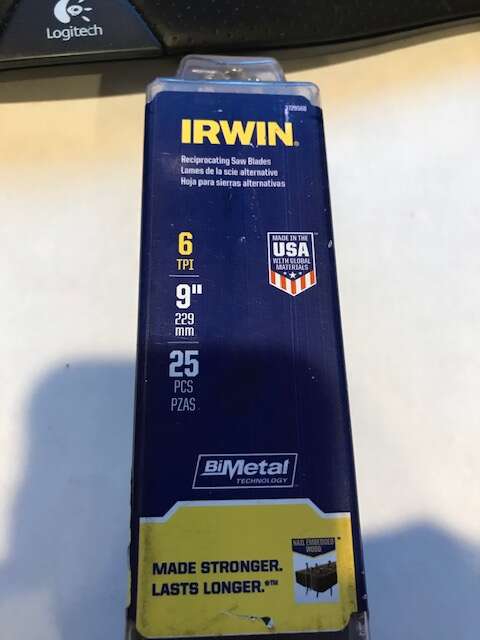 Logitech
IRWIN®
Reciprocating Saw Blades
Lames de la scie alternative
Hoja para sierras alternativas
6
TPI
MADE IN THE
USA
WITH GLOBAL
MATERIALS
9"
229
mm
25
PCS
PZAS
BiMetal
TECHNOLOGY
NAIL EMBEDDED
WOOD
MADE STRONGER.
LASTS LONGER.®™